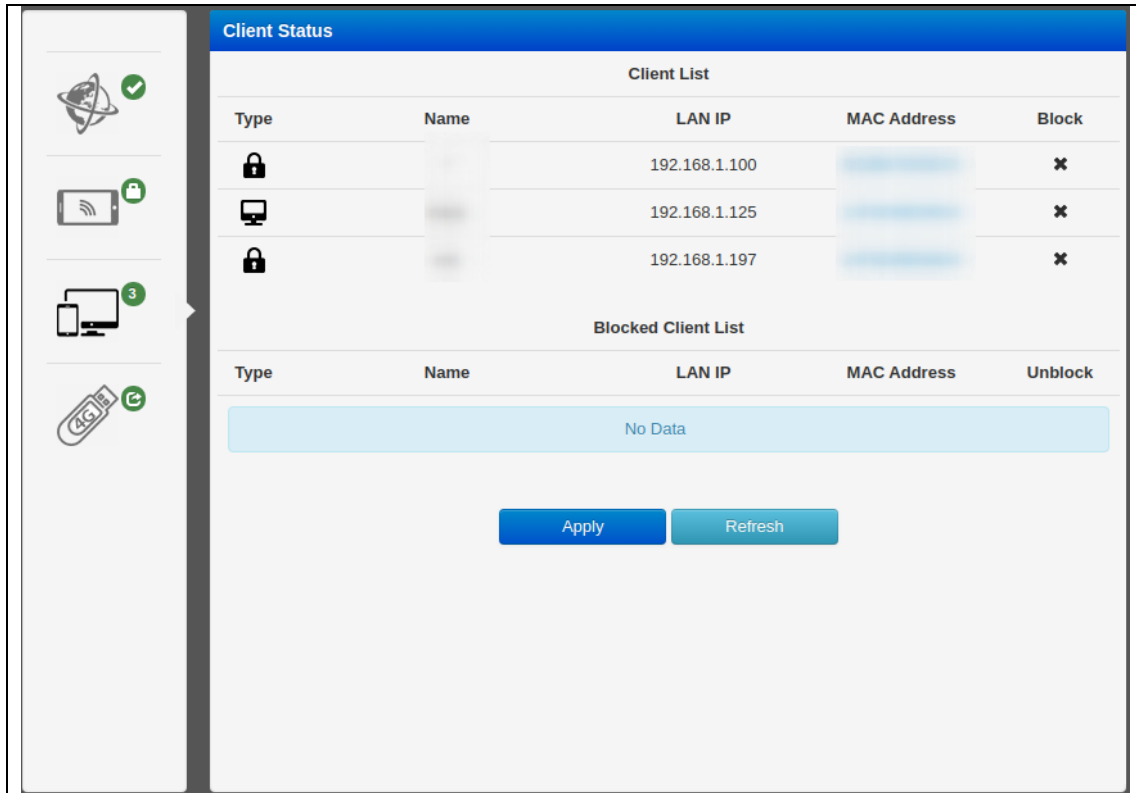 Client Status
Client List
Type Name LAN IP MAC Address Block
192.168.1.100
192.168.1.125
3
192.168.1.197
Blocked Client List
Type Name LAN IP MAC Address Unblock
4G
No Data
Apply Refresh